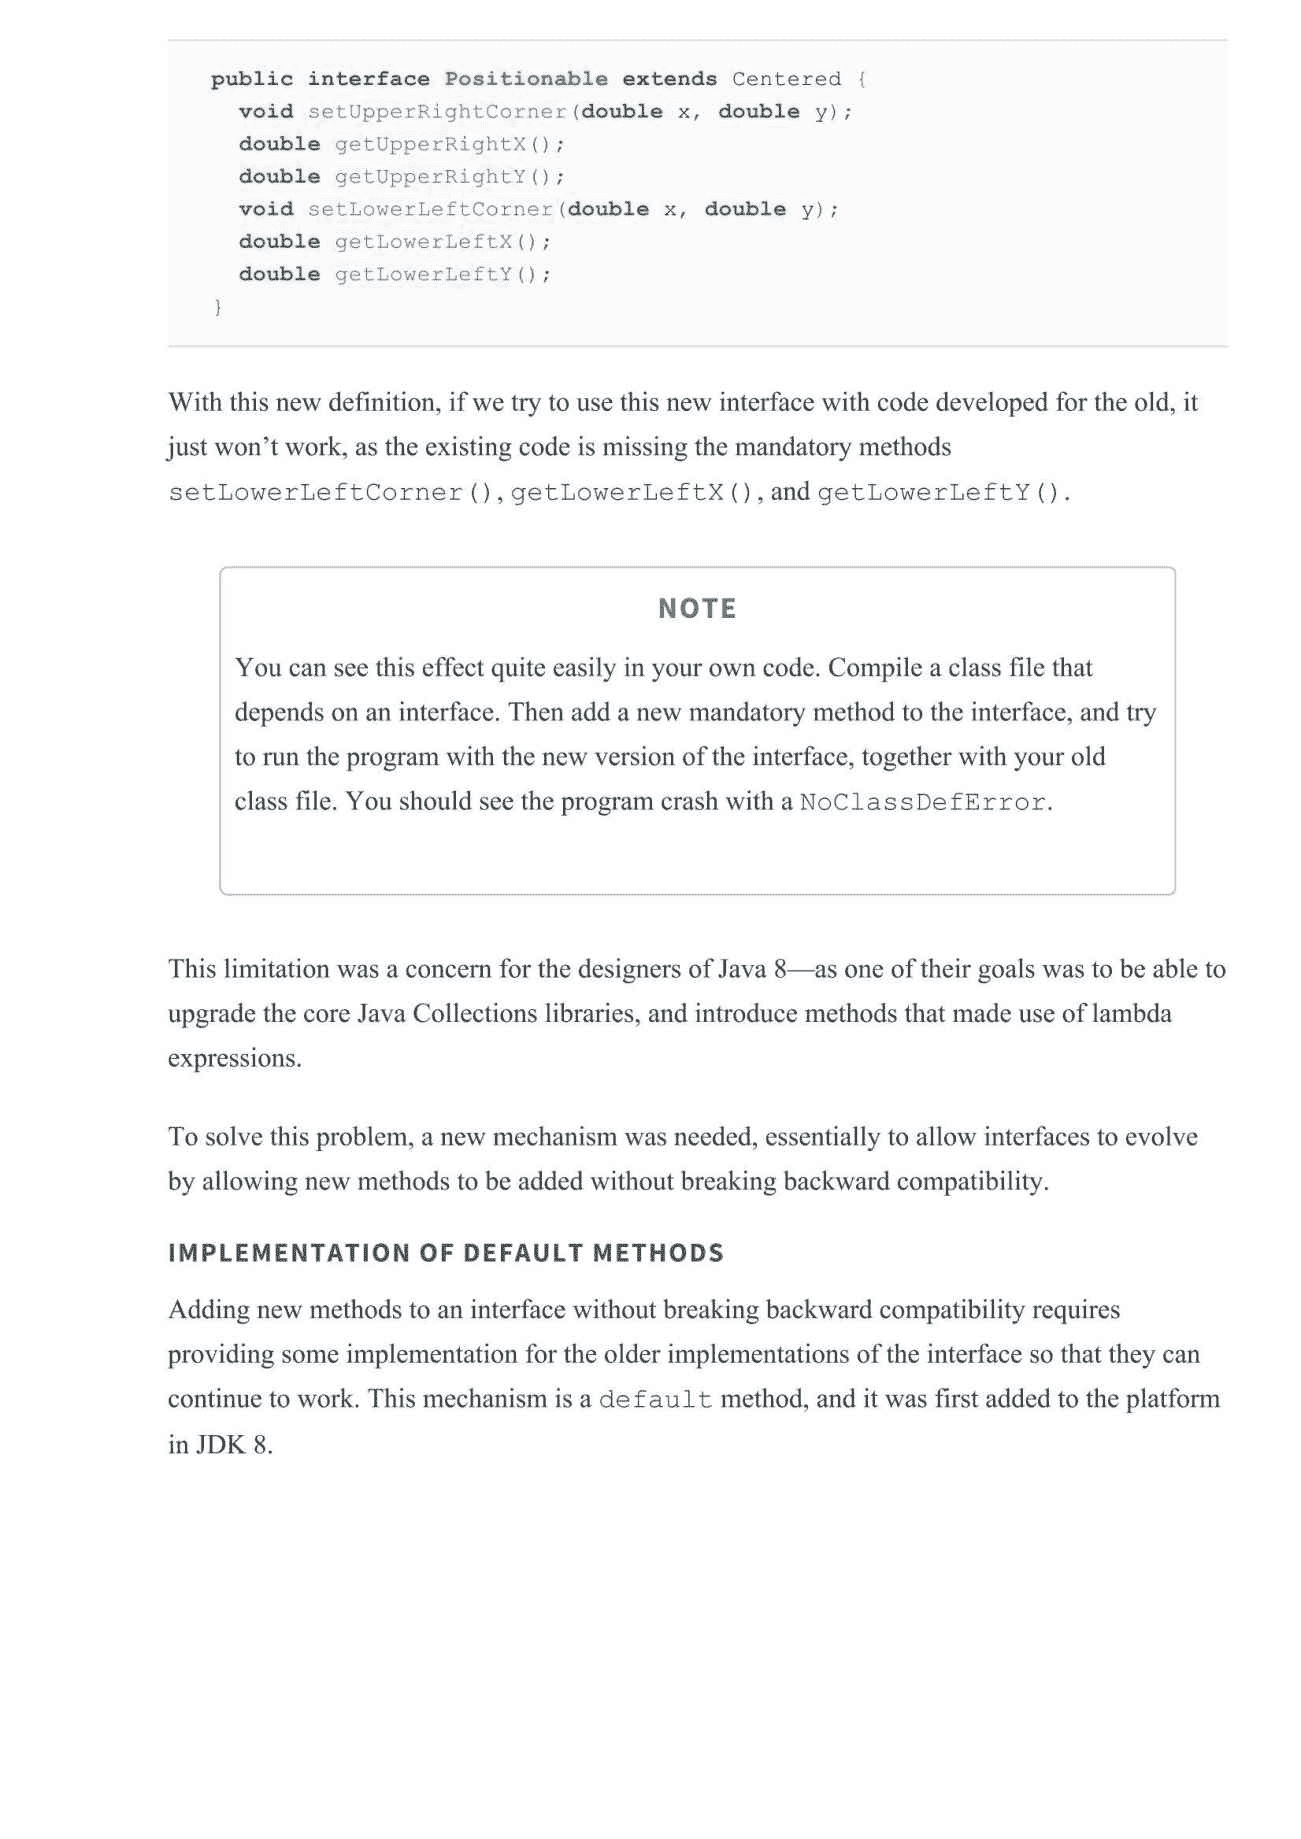 public interface Positionable extends Centered {
  void setUpperRightCorner(double x, double y);
  double getUpperRightX();
  double getUpperRightY();
  void setLowerLeftCorner(double x, double y);
  double getLowerLeftX();
  double getLowerLeftY();
}
With this new definition, if we try to use this new interface with code developed for the old, it
just won’t work, as the existing code is missing the mandatory methods
setLowerLeftCorner(), getLowerLeftX(), and getLowerLeftY().
NOTE
You can see this effect quite easily in your own code. Compile a class file that
depends on an interface. Then add a new mandatory method to the interface, and try
to run the program with the new version of the interface, together with your old
class file. You should see the program crash with a NoClassDefError.
This limitation was a concern for the designers of Java 8—as one of their goals was to be able to
upgrade the core Java Collections libraries, and introduce methods that made use of lambda
expressions.
To solve this problem, a new mechanism was needed, essentially to allow interfaces to evolve
by allowing new methods to be added without breaking backward compatibility.
IMPLEMENTATION OF DEFAULT METHODS
Adding new methods to an interface without breaking backward compatibility requires
providing some implementation for the older implementations of the interface so that they can
continue to work. This mechanism is a default method, and it was first added to the platform
in JDK 8.